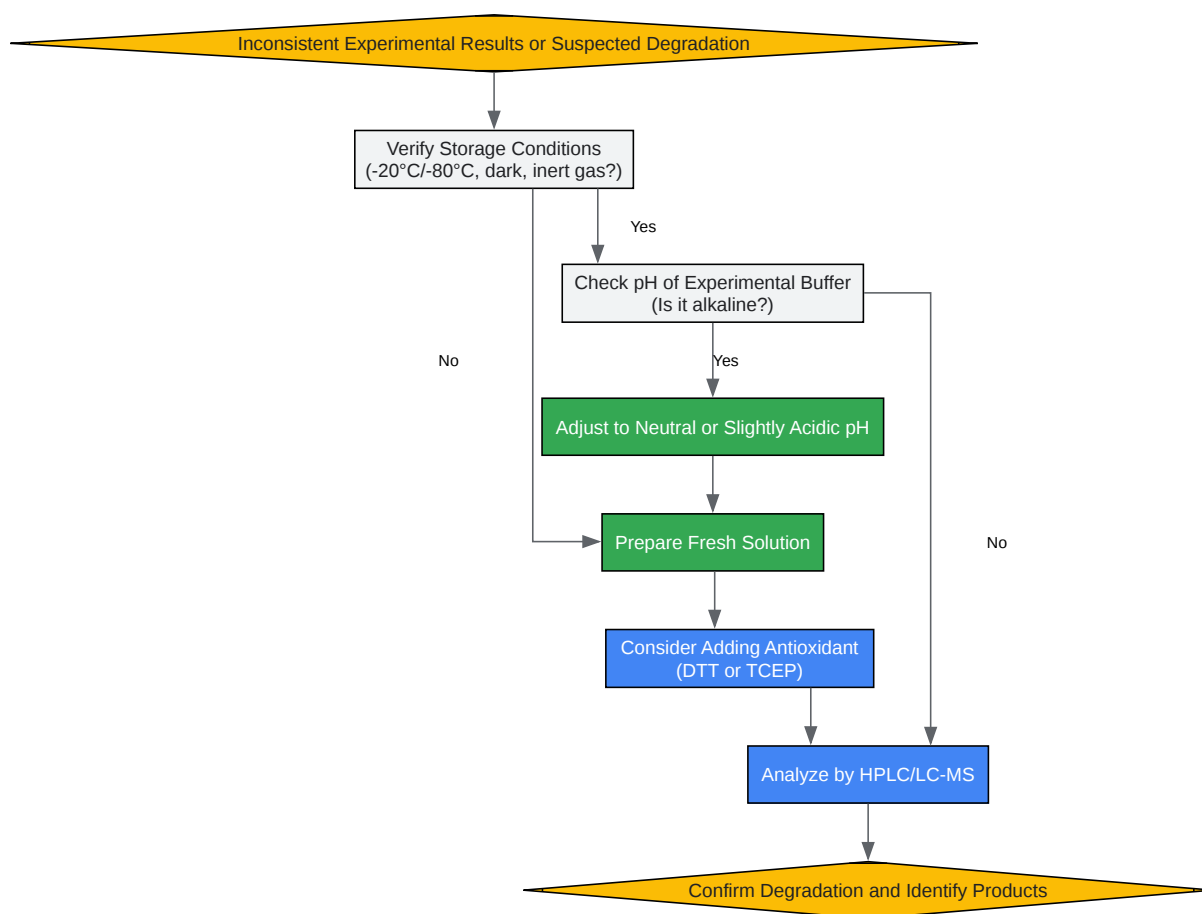 Inconsistent Experimental Results or Suspected Degradation
Verify Storage Conditions
(-20°C/-80°C, dark, inert gas?)
Yes
Check pH of Experimental Buffer
(Is it alkaline?)
No
Yes
Adjust to Neutral or Slightly Acidic pH
Prepare Fresh Solution
No
Consider Adding Antioxidant
(DTT or TCEP)
Analyze by HPLC/LC-MS
Confirm Degradation and Identify Products